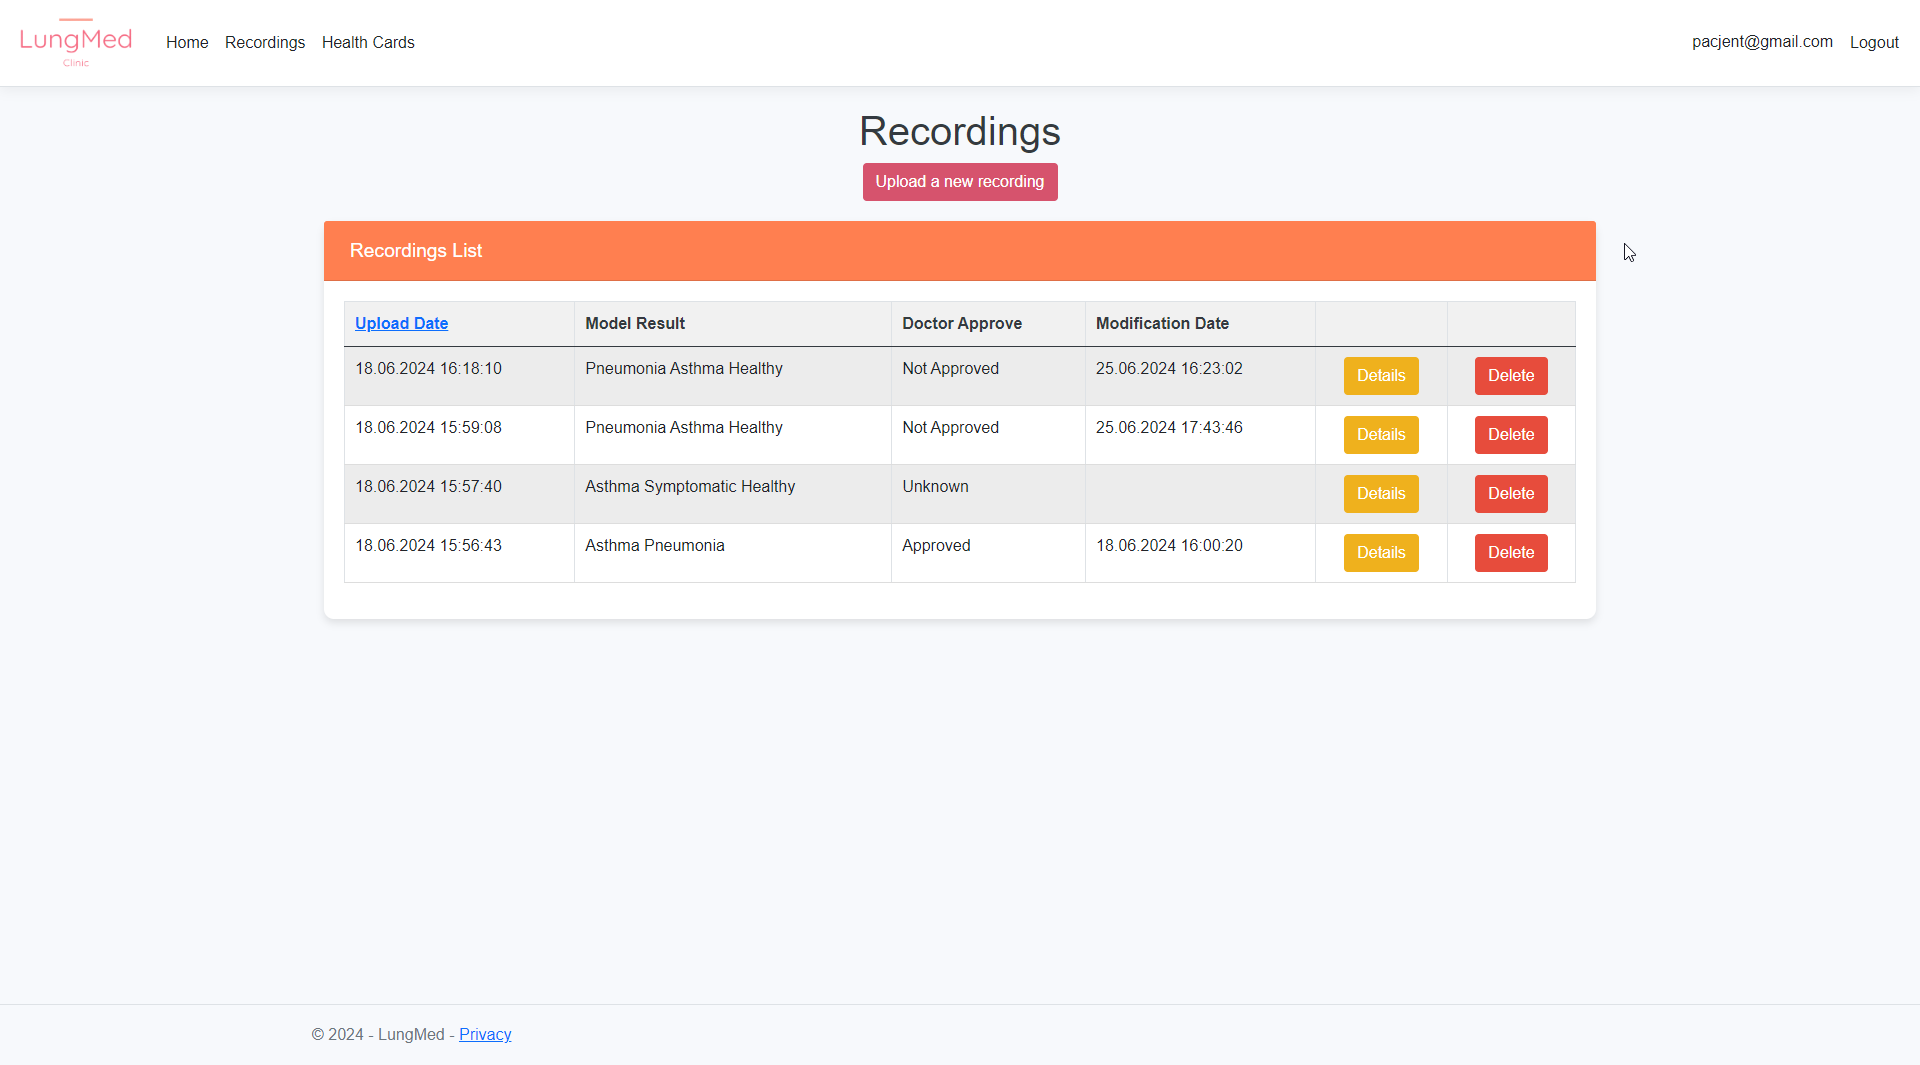 LungMed
Clinic
Home Recordings Health Cards pacjent@gmail.com Logout
Recordings
Upload a new recording
Recordings List
Upload Date Model Result Doctor Approve Modification Date
18.06.2024 16:18:10 Pneumonia Asthma Healthy Not Approved 25.06.2024 16:23:02 Details Delete
18.06.2024 15:59:08 Pneumonia Asthma Healthy Not Approved 25.06.2024 17:43:46 Details Delete
18.06.2024 15:57:40 Asthma Symptomatic Healthy Unknown Details Delete
18.06.2024 15:56:43 Asthma Pneumonia Approved 18.06.2024 16:00:20 Details Delete
© 2024 - LungMed - Privacy